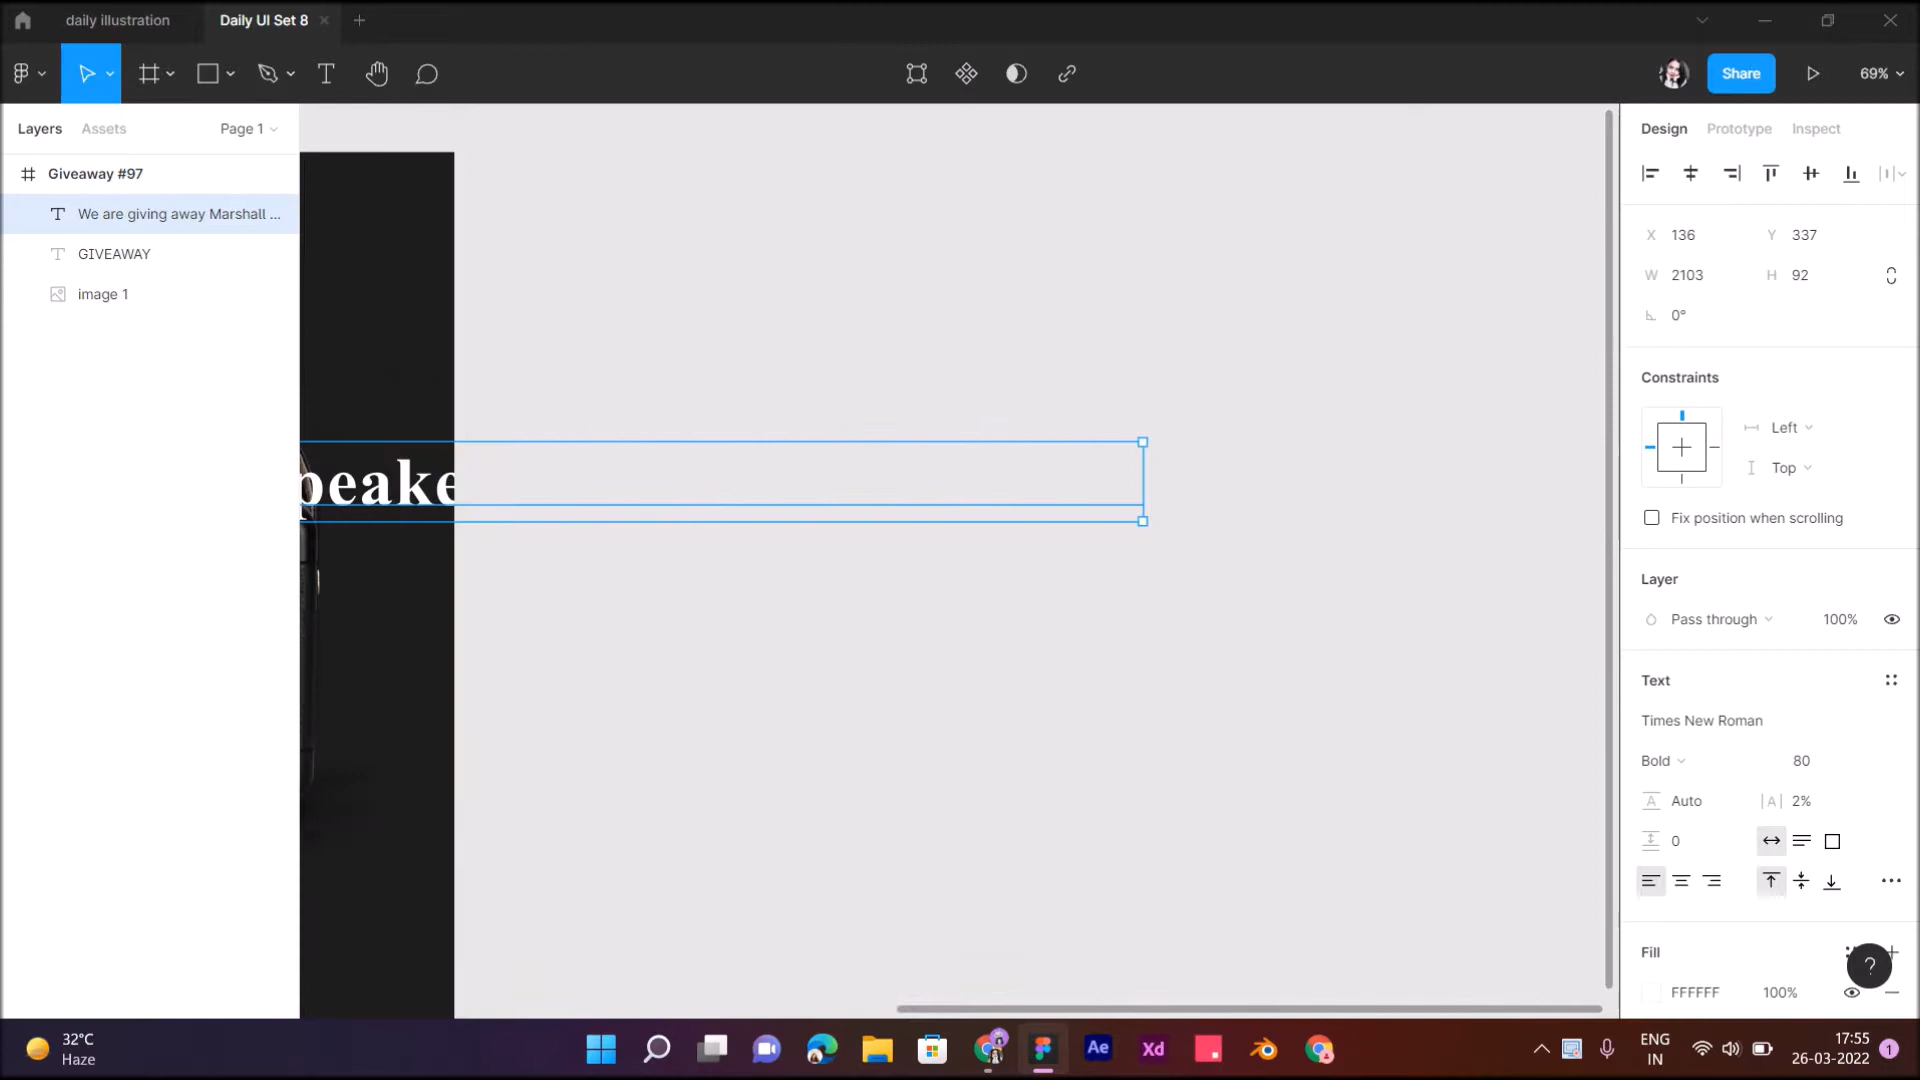 daily illustration
Daily UI Set 8
Share
69%
Layers
Assets
Page 1
Design
Prototype
Inspect
Giveaway #97
We are giving away Marshall ...
GIVEAWAY
image 1
X 136
Y 337
W 2103
H 92
0°
Constraints
Left
Top
Fix position when scrolling
peake
Layer
Pass through
100%
Text
Times New Roman
Bold
80
A Auto
|A| 2%
0
Fill
?
FFFFFF
100%
32°C
Haze
Ae
Xd
ENG
IN
17:55
26-03-2022
1